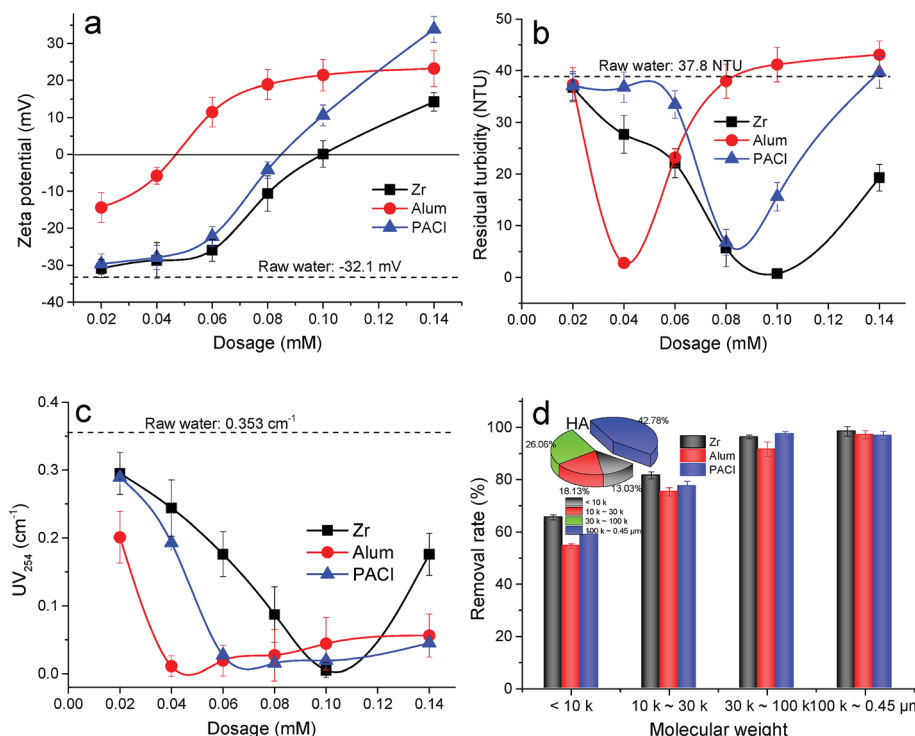 a
Zeta potential (mV)
40
30
20
10
0
-10
-20
-30
-40
Zr
Alum
PACl
Raw water: -32.1 mV
0.02 0.04 0.06 0.08 0.10 0.12 0.14
Dosage (mM)
b
Residual turbidity (NTU)
50
40
30
20
10
0
Raw water: 37.8 NTU
Zr
Alum
PACl
0.00 0.02 0.04 0.06 0.08 0.10 0.12 0.14
Dosage (mM)
c
UV254 (cm-1)
0.4
0.3
0.2
0.1
0.0
Raw water: 0.353 cm-1
Zr
Alum
PACl
0.00 0.02 0.04 0.06 0.08 0.10 0.12 0.14
Dosage (mM)
d
Removal rate (%)
100
80
60
40
20
0
HA
42.78%
26.06%
18.13%
13.03%
< 10 k
10 k ~ 30 k
30 k ~ 100 k
100 k ~ 0.45 µm
Zr
Alum
PACl
< 10 k 10 k ~ 30 k 30 k ~ 100 k 100 k ~ 0.45 µm
Molecular weight